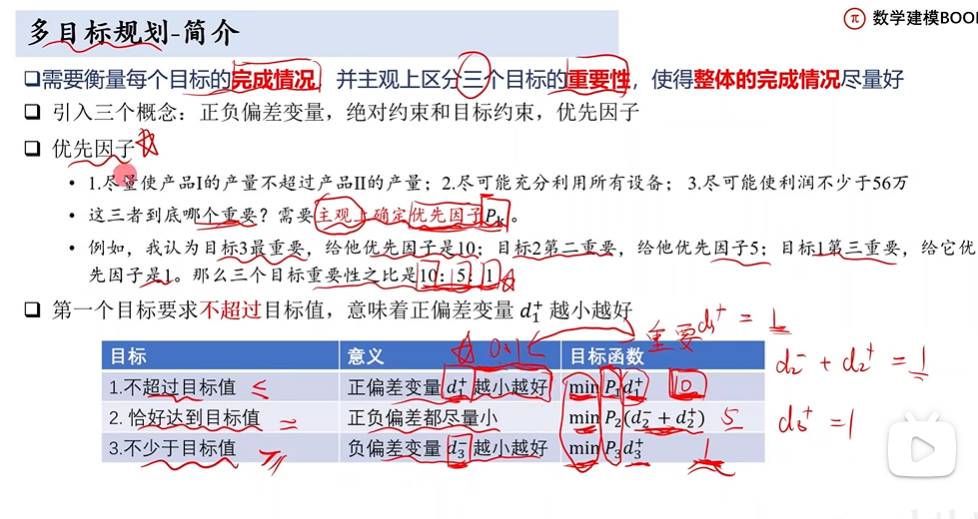 数学建模BOO
多目标规划-简介
需要衡量每个目标的完成情况，并主观上区分三个目标的重要性，使得整体的完成情况尽量好
引入三个概念：正负偏差变量，绝对约束和目标约束，优先因子
优先因子
1.尽量使产品I的产量不超过产品II的产量；2.尽可能充分利用所有设备；3.尽可能使利润不少于56万
这三者到底哪个重要？需要主观上确定优先因子Pₖ。
例如，我认为目标3最重要，给他优先因子是10；目标2第二重要，给他优先因子5；目标1第三重要，给它优
先因子是1。那么三个目标重要性之比是10：5：1
第一个目标要求不超过目标值，意味着正偏差变量 d₁⁺ 越小越好
重要 d₁⁺ = 1
0.1
目标 意义 目标函数
d₂⁻ + d₂⁺ = 1
1.不超过目标值 ≤ 正偏差变量 d₁⁺ 越小越好 min P₁d₁⁺ 10
2. 恰好达到目标值 = 正负偏差都尽量小 min P₂(d₂⁻ + d₂⁺) 5
d₃⁺ = 1
3.不少于目标值 ≥ 负偏差变量 d₃⁻ 越小越好 min P₃d₃⁺ 1